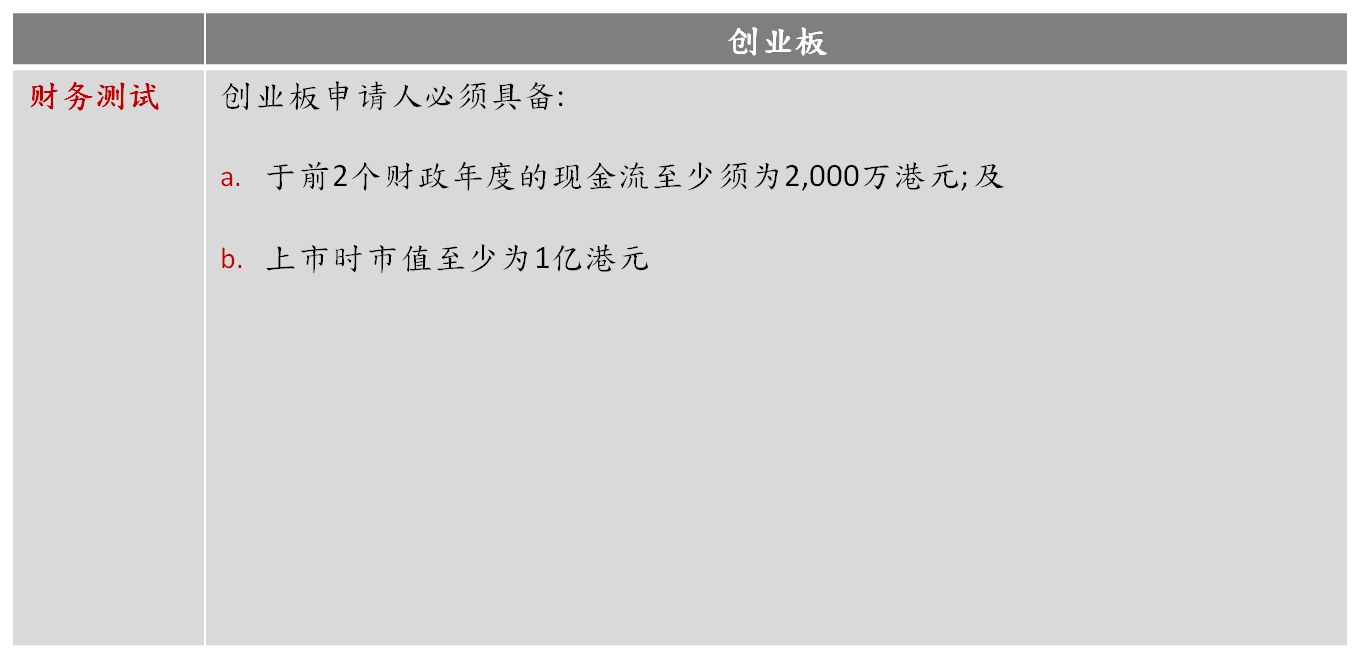 创业板
财务测试
创业板申请人必须具备:
a. 于前2个财政年度的现金流至少须为2,000万港元; 及
b. 上市时市值至少为1亿港元